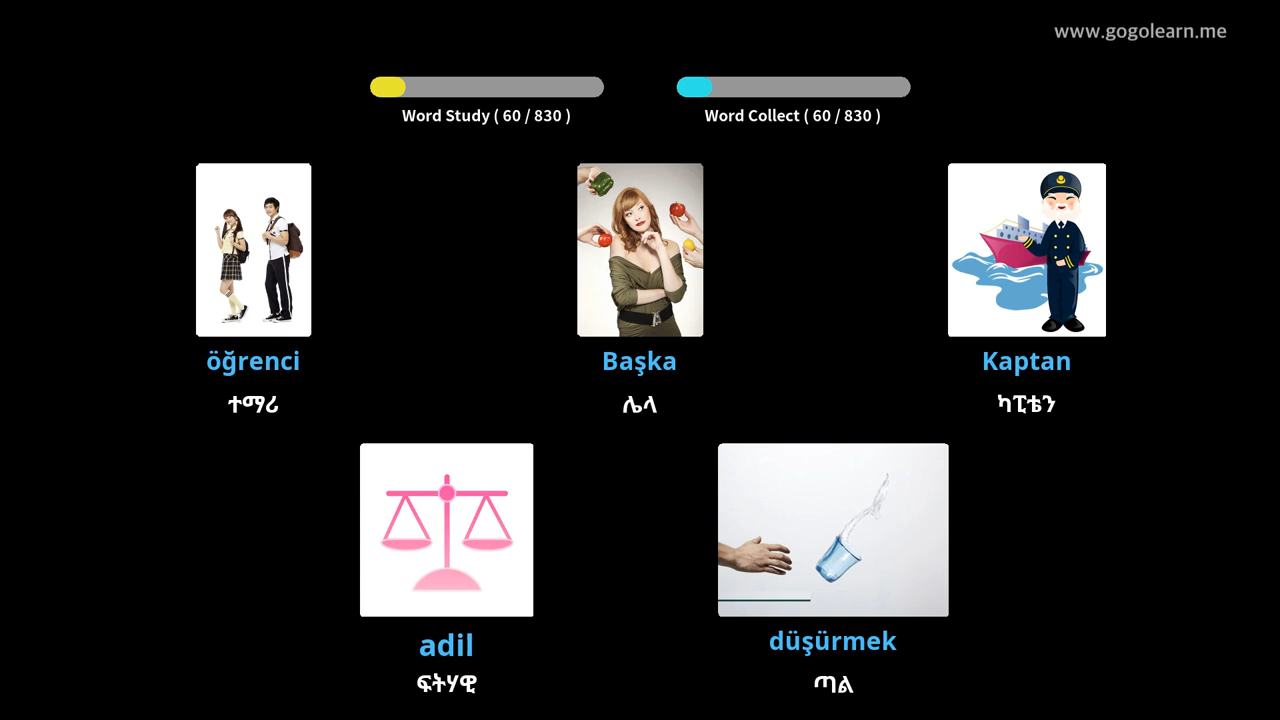 www.gogolearn.me
Word Study ( 60 / 830 )
Word Collect ( 60 / 830 )
öğrenci
ተማሪ
Başka
ሌላ
Kaptan
ካፒቴን
adil
ፍትሃዊ
düşürmek
ጣል